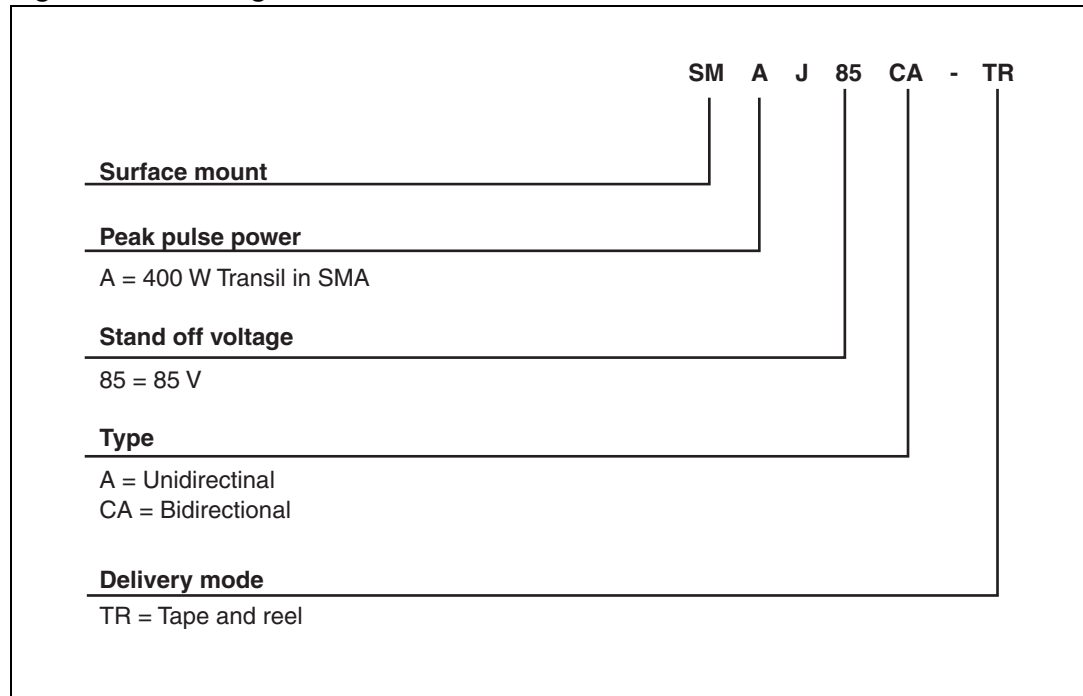 SM A J 85 CA - TR
Surface mount
Peak pulse power
A = 400 W Transil in SMA
Stand off voltage
85 = 85 V
Type
A = Unidirectinal
CA = Bidirectional
Delivery mode
TR = Tape and reel